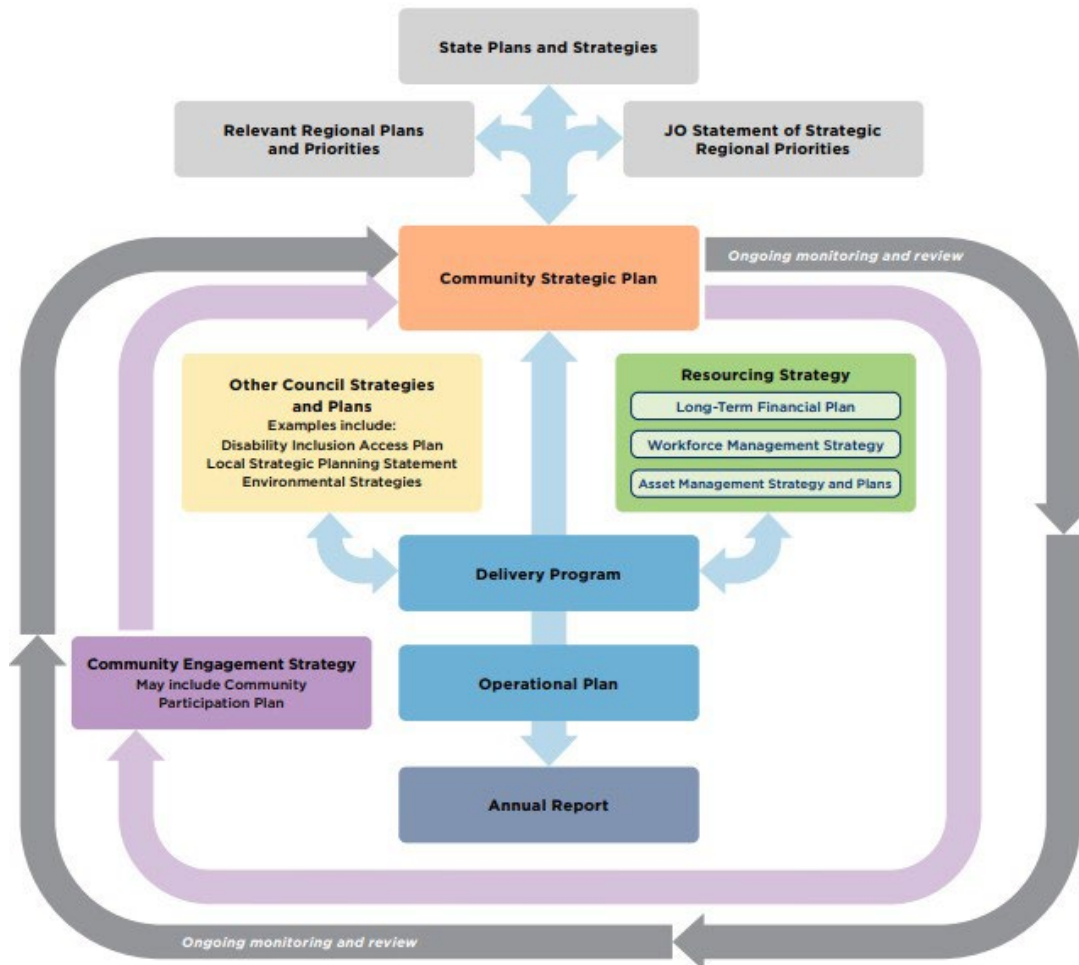 State Plans and Strategies
Relevant Regional Plans
and Priorities
JO Statement of Strategic
Regional Priorities
Community Strategic Plan
Ongoing monitoring and review
Other Council Strategies
and Plans
Examples include:
Disability Inclusion Access Plan
Local Strategic Planning Statement
Environmental Strategies
Resourcing Strategy
Long-Term Financial Plan
Workforce Management Strategy
Asset Management Strategy and Plans
Delivery Program
Community Engagement Strategy
May include Community
Participation Plan
Operational Plan
Annual Report
Ongoing monitoring and review